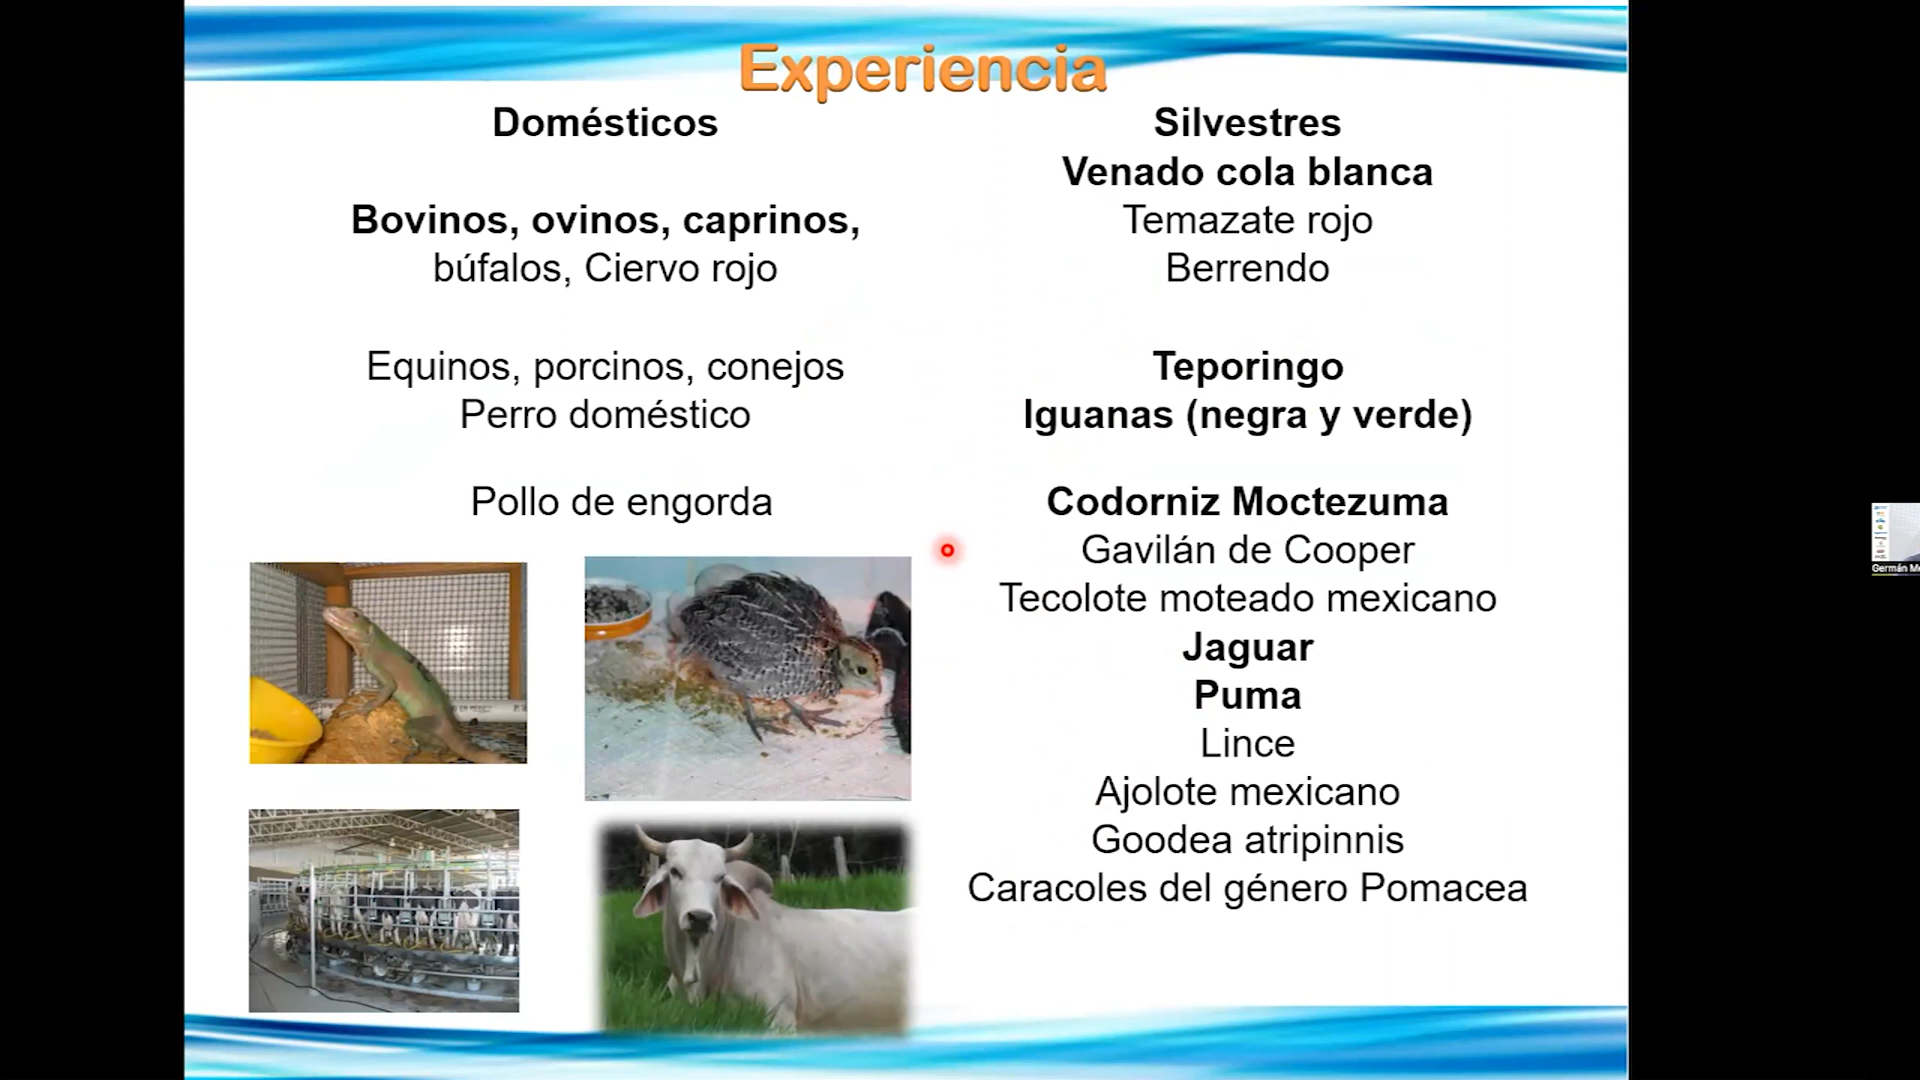 Experiencia
Domésticos
Bovinos, ovinos, caprinos,
búfalos, Ciervo rojo
Equinos, porcinos, conejos
Perro doméstico
Pollo de engorda
Silvestres
Venado cola blanca
Temazate rojo
Berrendo
Teporingo
Iguanas (negra y verde)
Codorniz Moctezuma
Gavilán de Cooper
Tecolote moteado mexicano
Jaguar
Puma
Lince
Ajolote mexicano
Goodea atripinnis
Caracoles del género Pomacea
Germán